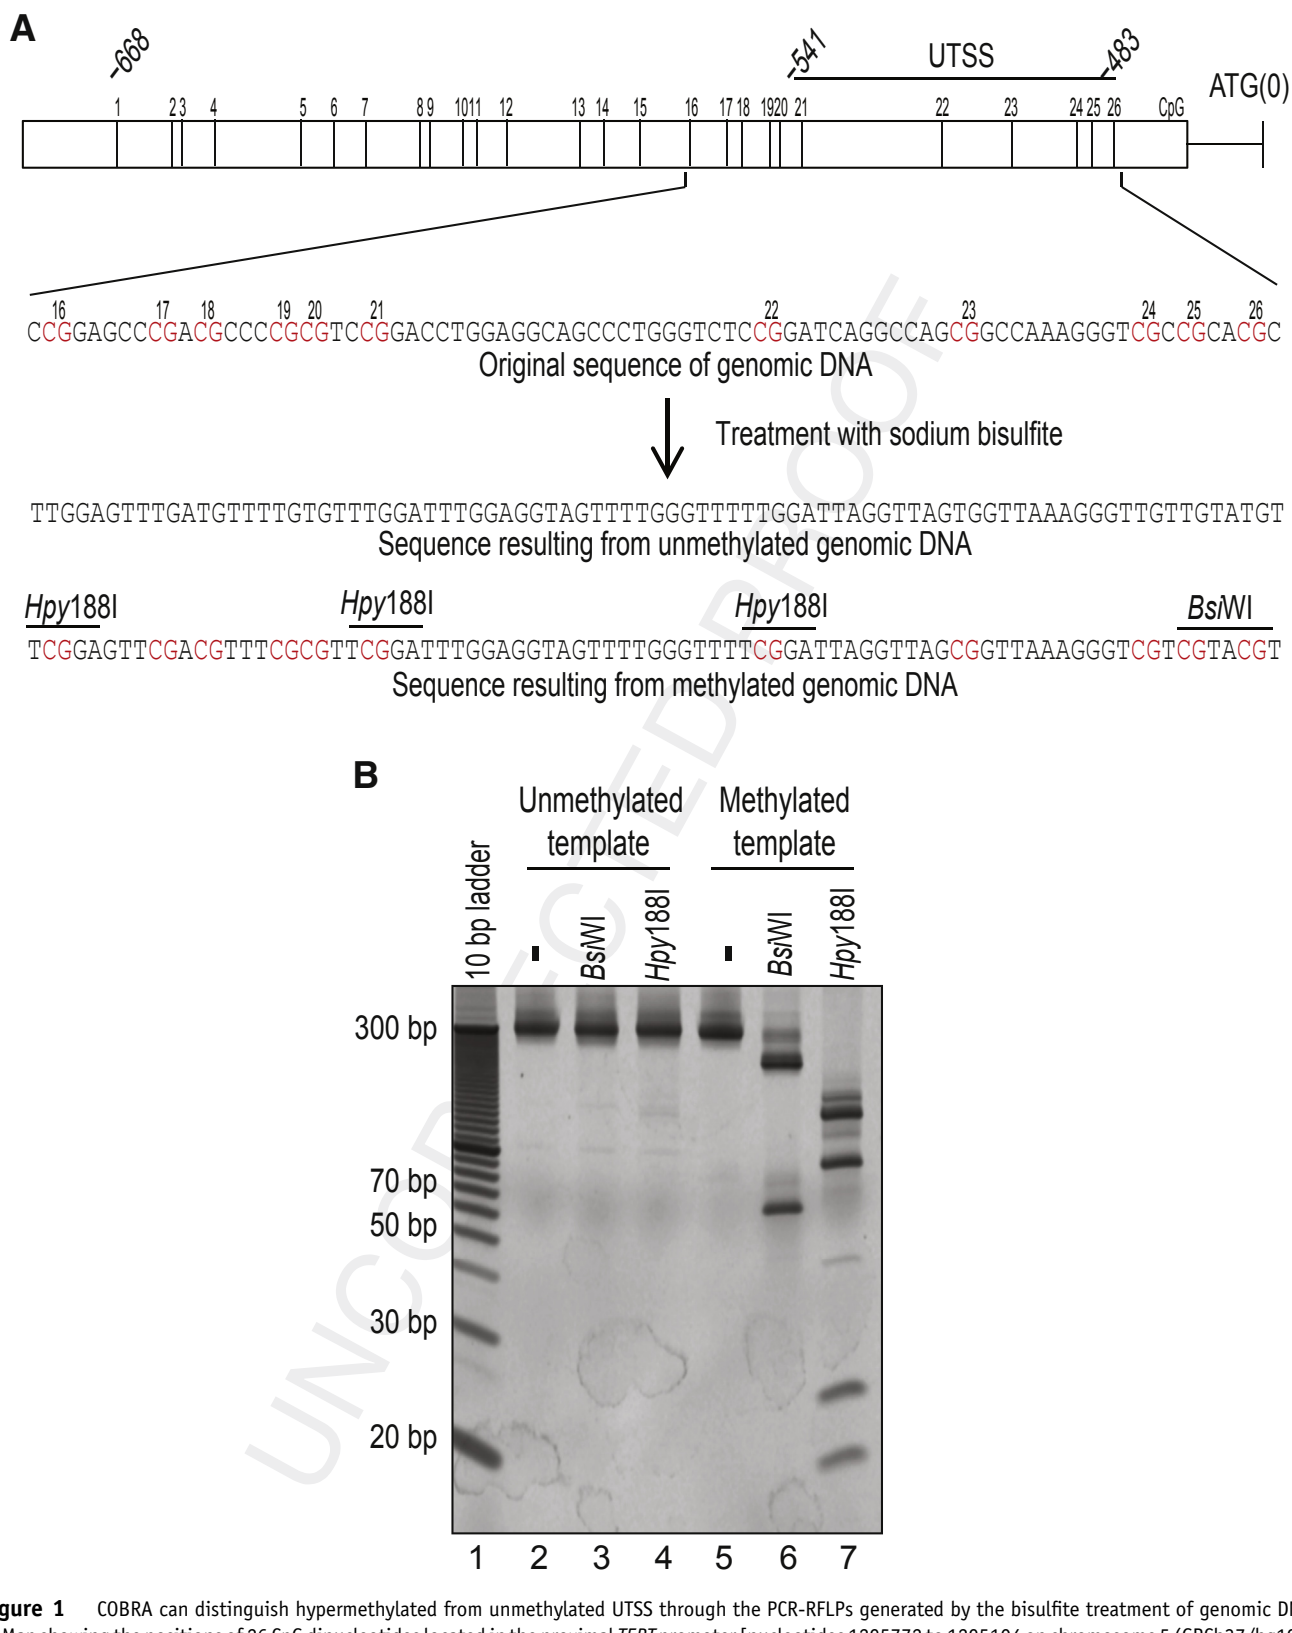 A
-668
-541
UTSS
-483
ATG(0)
1 2 3 4 5 6 7 8 9 10 11 12 13 14 15 16 17 18 19 20 21 22 23 24 25 26 CpG
16 17 18 19 20 21 22 23 24 25 26
CCGGAGCCCGACGCCCCCGCGTCCCGGACCTGGAGGCAGCCCTGGGTCTCCCGGATCAGGCCAGCGGCCAAAGGGTCGCCGCACGC
Original sequence of genomic DNA
Treatment with sodium bisulfite
TTGGAGTTTGATGTTTTGTGTTTGGATTTGGAGGTAGTTTTGGGTTTTTGGATTAGGTTAGTGGTTAAAGGGTTGTTGTATGT
Sequence resulting from unmethylated genomic DNA
Hpy188I Hpy188I Hpy188I BsiWI
TCGGAGTTCGACGTTTCGCGTTCGGATTTGGAGGTAGTTTTGGGTTTTCGGATTAGGTTAGCGGTTAAAGGGTCGTCGTACGT
Sequence resulting from methylated genomic DNA
B
Unmethylated template
Methylated template
10 bp ladder
-
BsiWI
Hpy188I
-
BsiWI
Hpy188I
300 bp
70 bp
50 bp
30 bp
20 bp
1 2 3 4 5 6 7
UNCORRECTED PROOF
gure 1 COBRA can distinguish hypermethylated from unmethylated UTSS through the PCR-RFLPs generated by the bisulfite treatment of genomic